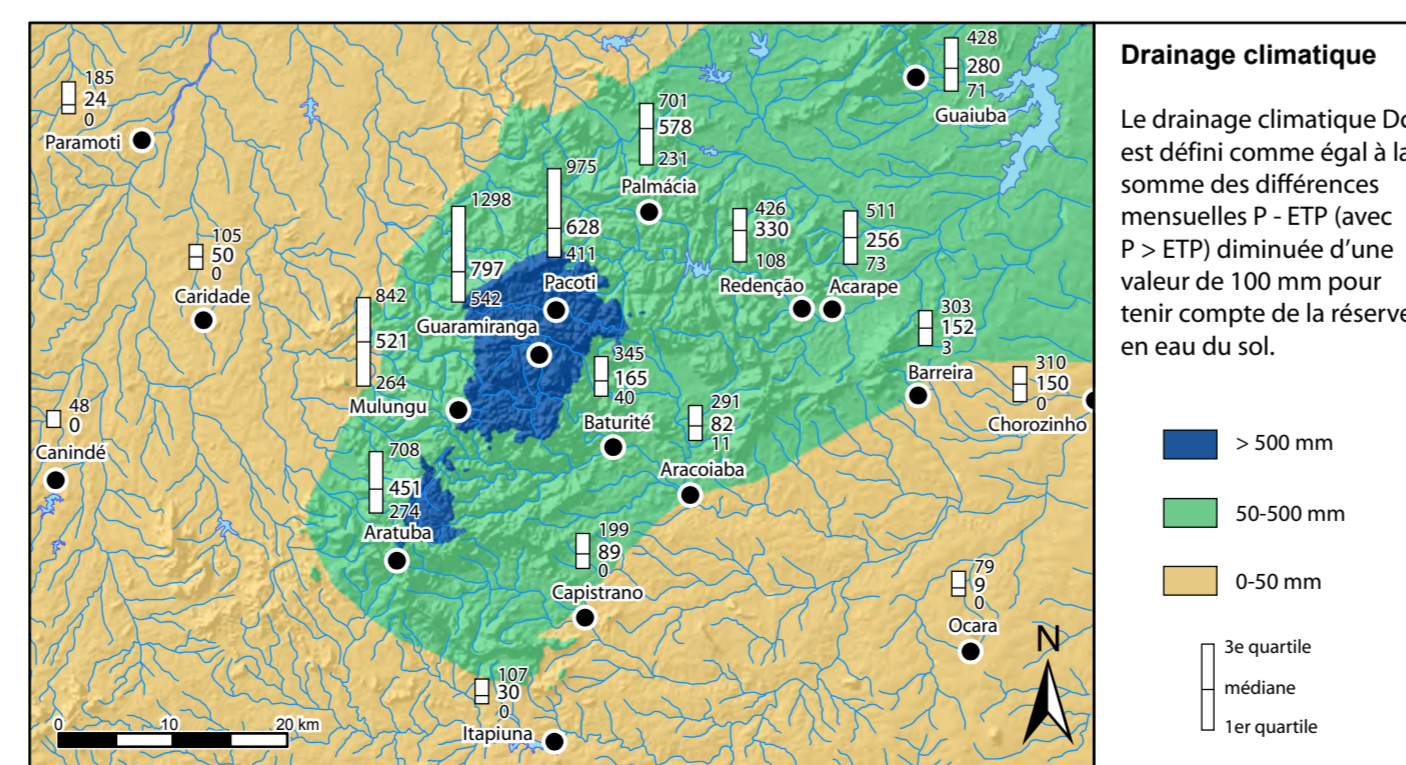 185
24
0
Paramoti
105
50
0
Caridade
48
0
Canindé
842
521
264
Mulungu
1298
797
542
Guaramiranga
975
628
411
Pacoti
701
578
231
Palmácia
428
280
71
Guaiuba
426
330
108
Redenção
511
256
73
Acarape
303
152
3
Barreira
310
150
0
Chorozinho
345
165
40
Baturité
291
82
11
Aracoiaba
708
451
274
Aratuba
199
89
0
Capistrano
79
9
0
Ocara
107
30
0
Itapiuna
0 10 20 km
N
Drainage climatique
Le drainage climatique Dc
est défini comme égal à la
somme des différences
mensuelles P - ETP (avec
P > ETP) diminuée d'une
valeur de 100 mm pour
tenir compte de la réserve
en eau du sol.
> 500 mm
50-500 mm
0-50 mm
3e quartile
médiane
1er quartile